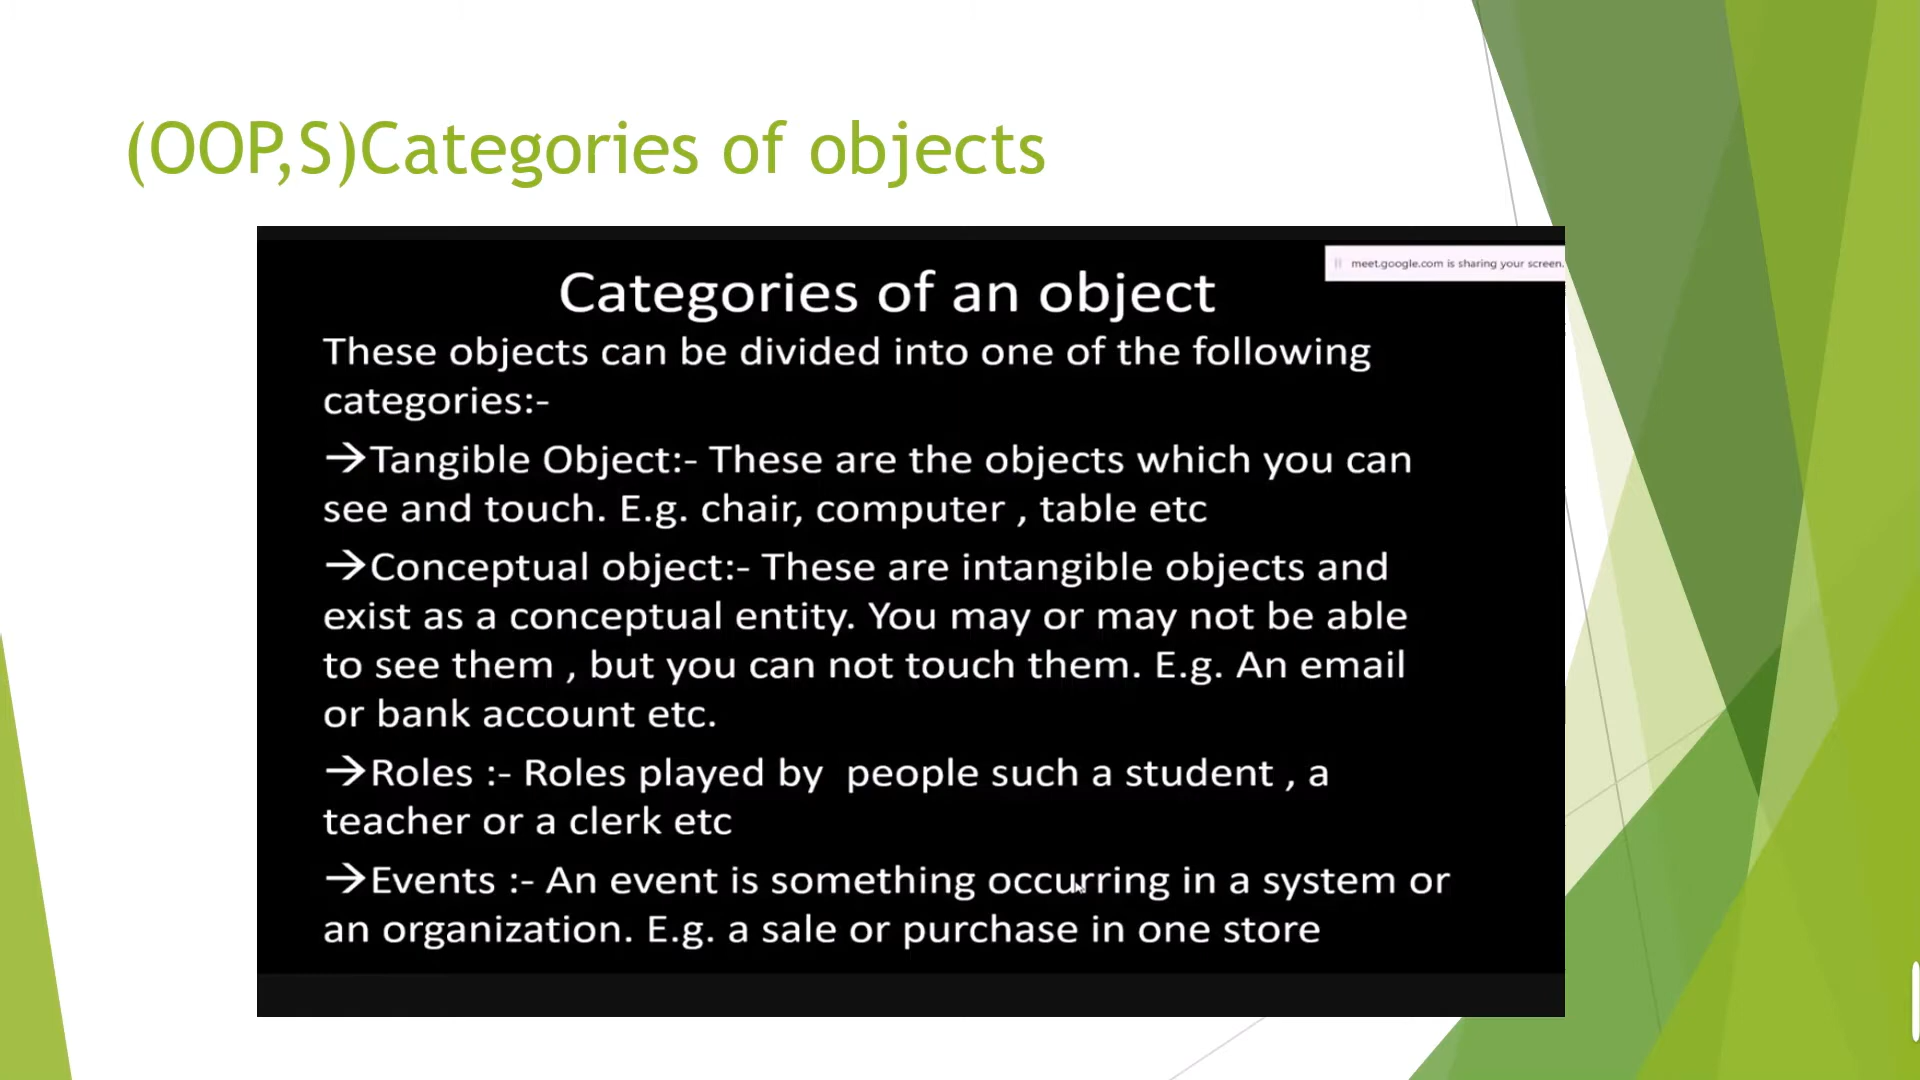 (OOP,S)Categories of objects
meet.google.com is sharing your screen.
Categories of an object
These objects can be divided into one of the following
categories:-
→Tangible Object:- These are the objects which you can
see and touch. E.g. chair, computer , table etc
→Conceptual object:- These are intangible objects and
exist as a conceptual entity. You may or may not be able
to see them , but you can not touch them. E.g. An email
or bank account etc.
→Roles :- Roles played by  people such a student , a
teacher or a clerk etc
→Events :- An event is something occurring in a system or
an organization. E.g. a sale or purchase in one store